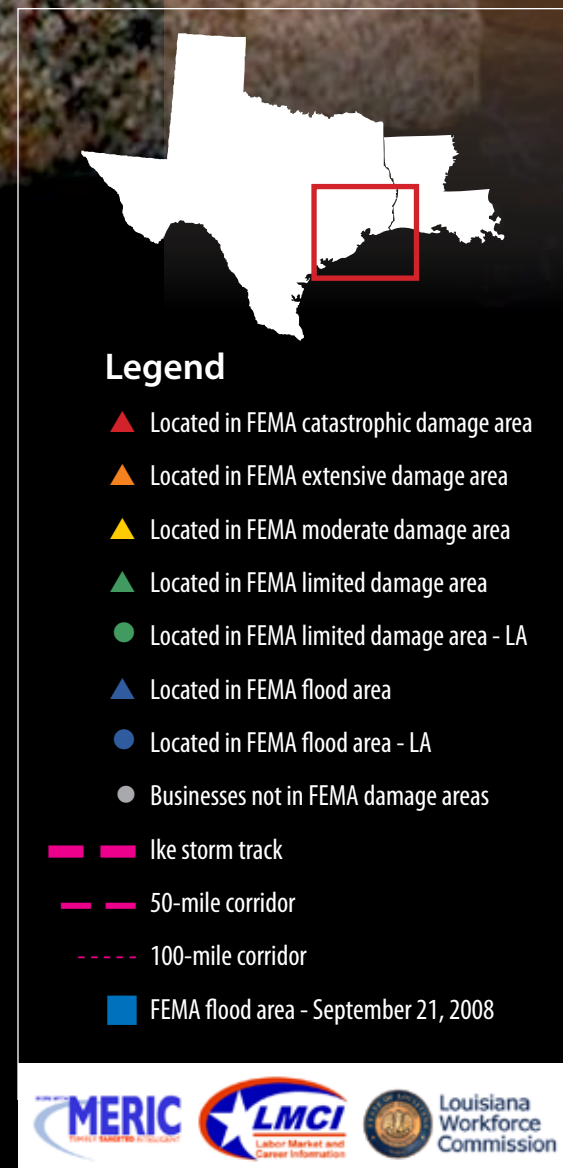 Legend
Located in FEMA catastrophic damage area
Located in FEMA extensive damage area
Located in FEMA moderate damage area
Located in FEMA limited damage area
Located in FEMA limited damage area - LA
Located in FEMA flood area
Located in FEMA flood area - LA
Businesses not in FEMA damage areas
Ike storm track
50-mile corridor
100-mile corridor
FEMA flood area - September 21, 2008
MERIC
LMCI
Labor Market and
Career Information
Louisiana
Workforce
Commission